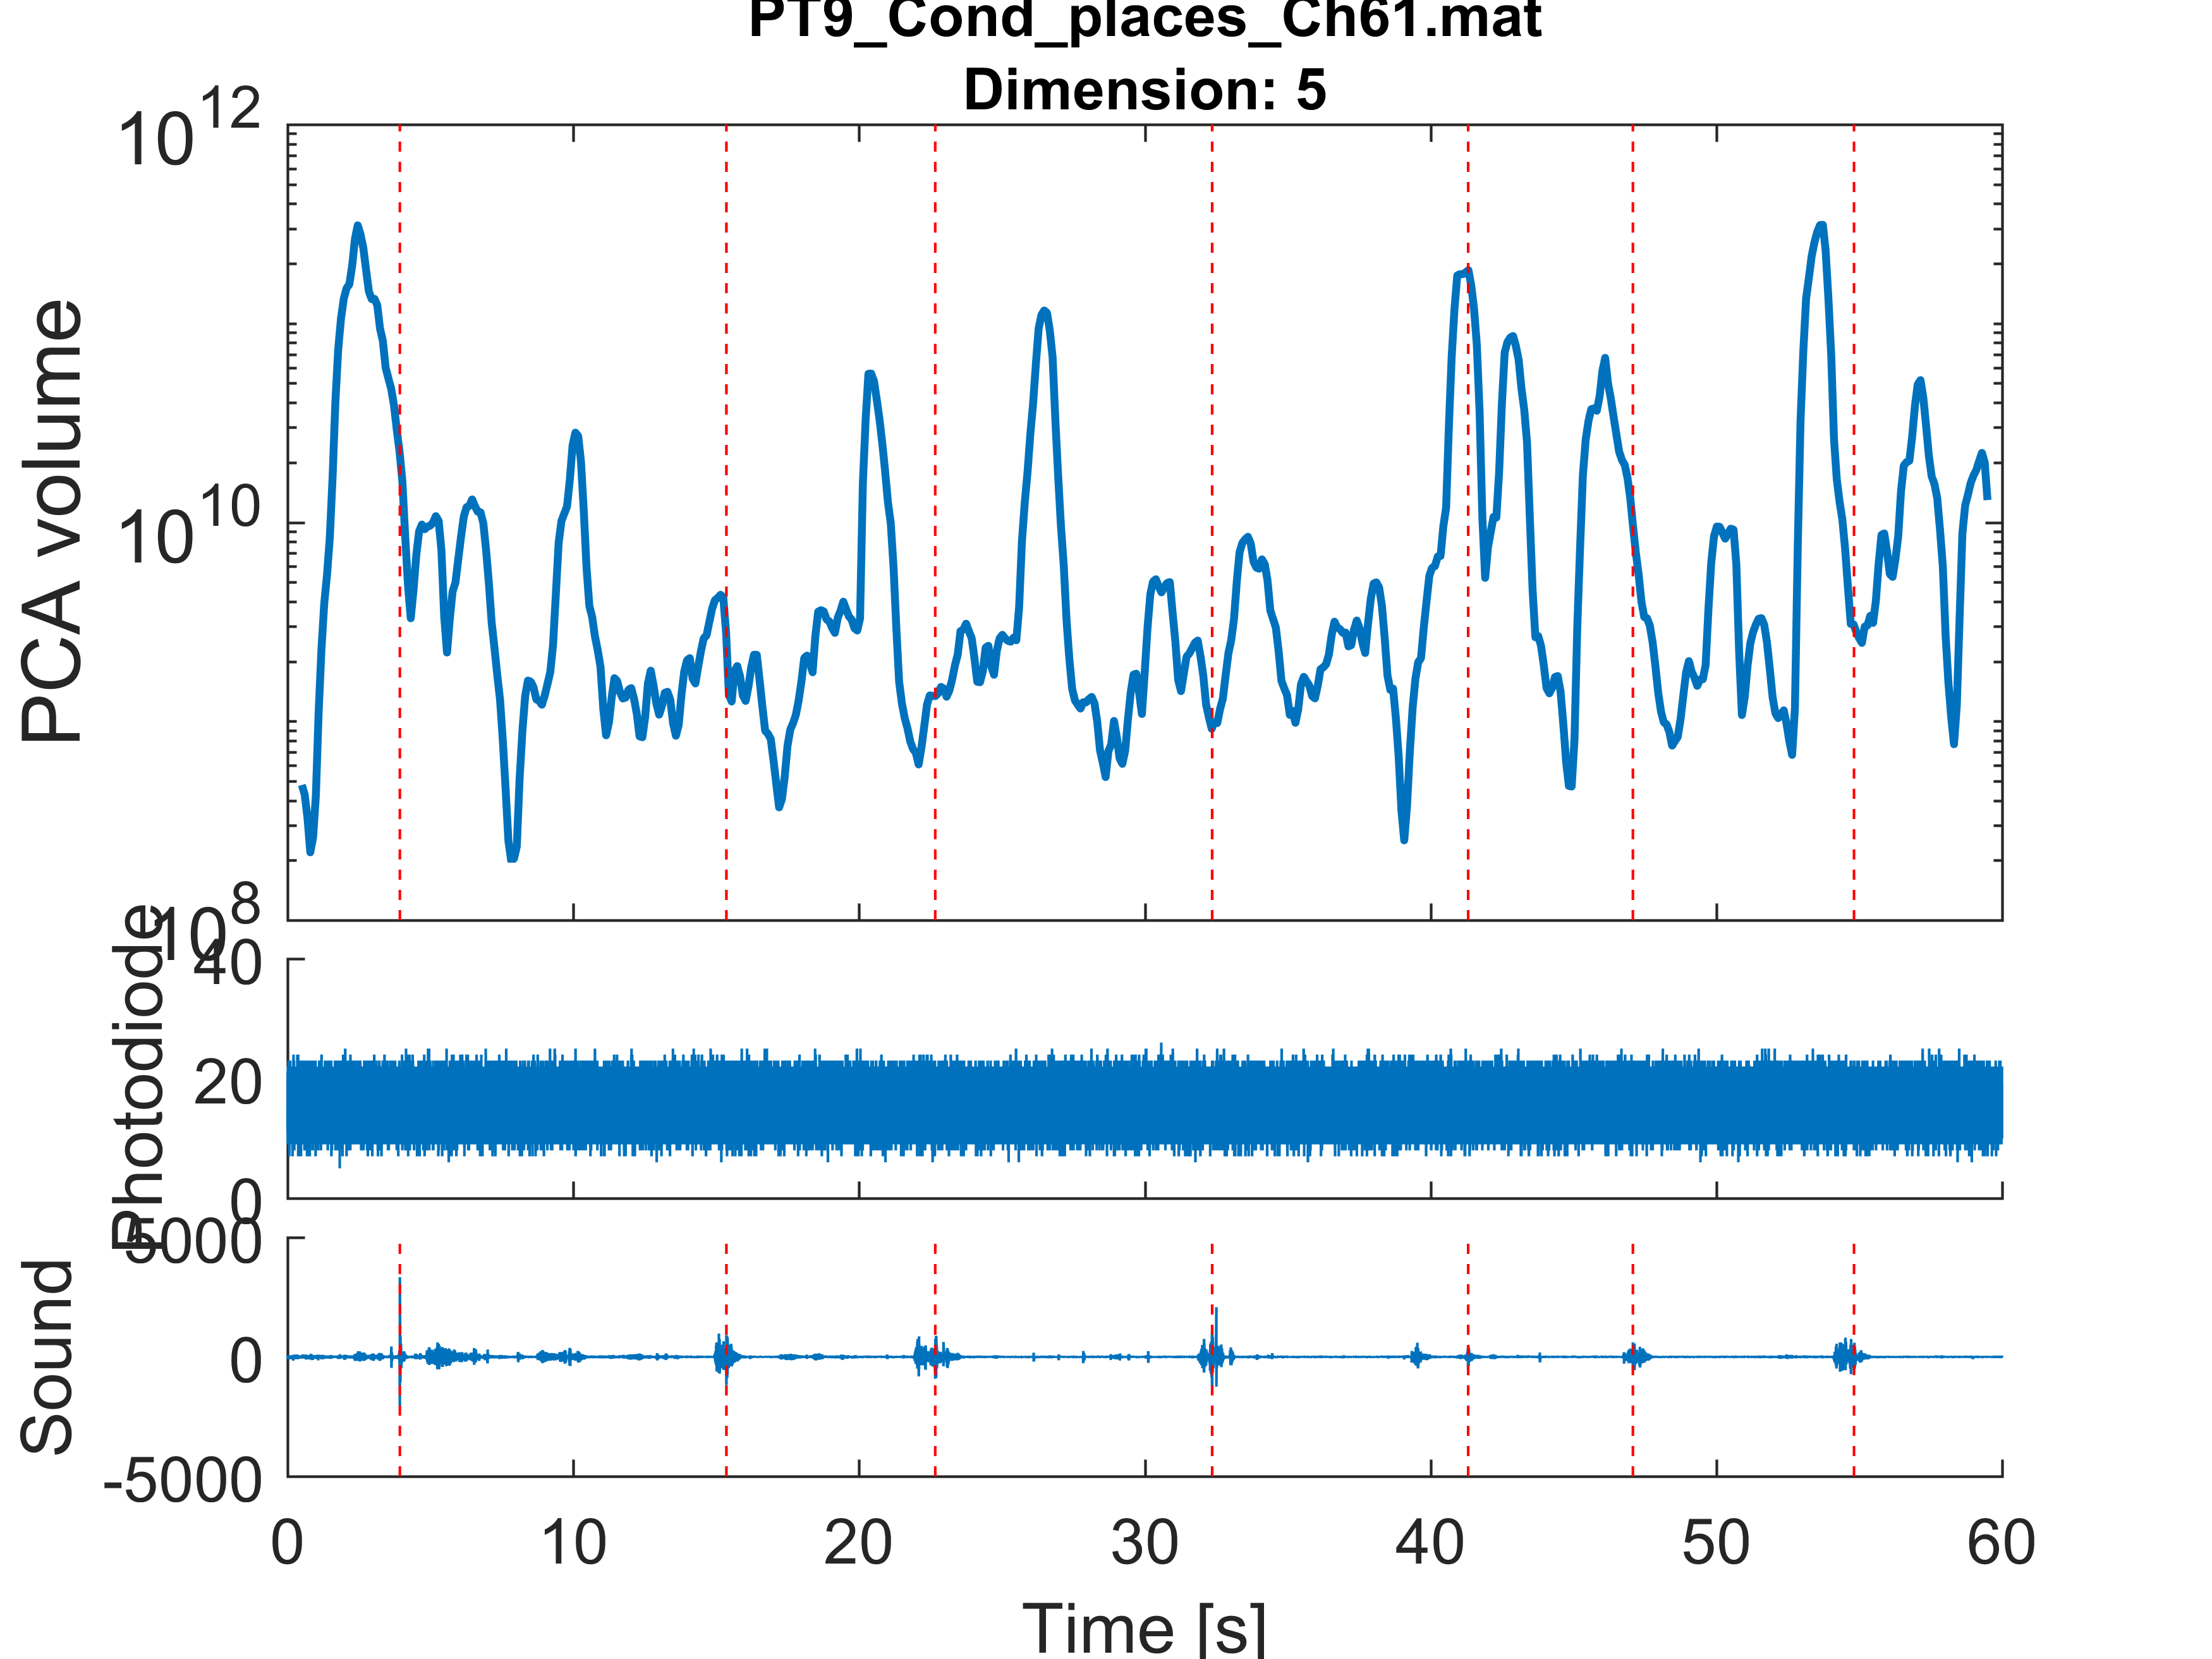 PT9_Cond_places_Ch61.mat
Dimension: 5
10^12
10^10
10^8
PCA volume
40
20
0
Photodiode
5000
0
-5000
Sound
0 10 20 30 40 50 60
Time [s]